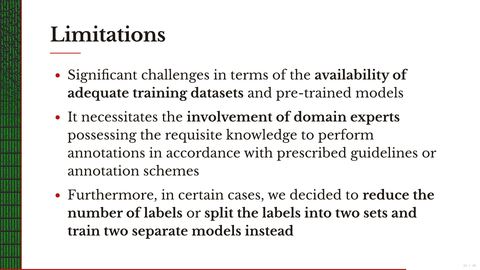 Limitations
• Significant challenges in terms of the availability of
adequate training datasets and pre-trained models
• It necessitates the involvement of domain experts
possessing the requisite knowledge to perform
annotations in accordance with prescribed guidelines or
annotation schemes
• Furthermore, in certain cases, we decided to reduce the
number of labels or split the labels into two sets and
train two separate models instead